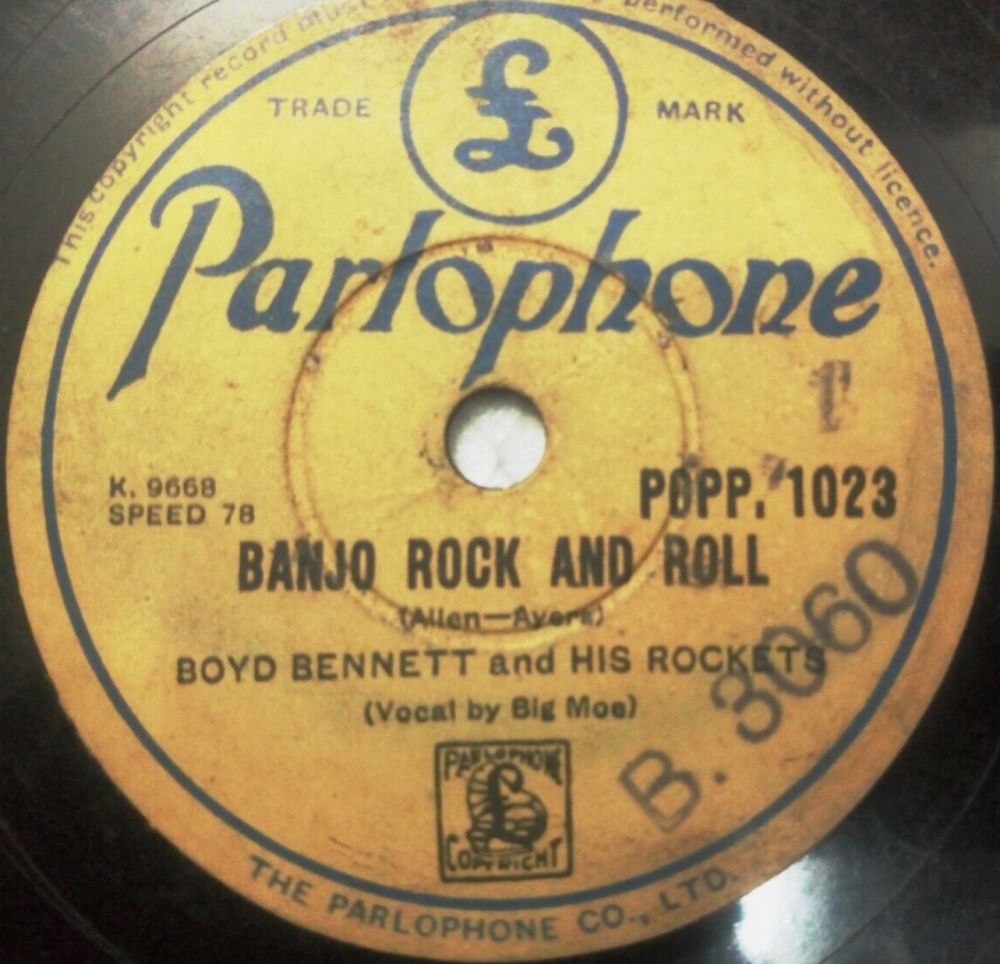 This copyright record must performed without licence.
£
TRADE MARK
Parlophone
K. 9668
SPEED 78
POPP. 1023
BANJO ROCK AND ROLL
(Allen—Ayers)
BOYD BENNETT and HIS ROCKETS
(Vocal by Big Moe)
B. 3060
PARLOPHONE
£
COPYRIGHT
THE PARLOPHONE CO., LTD.